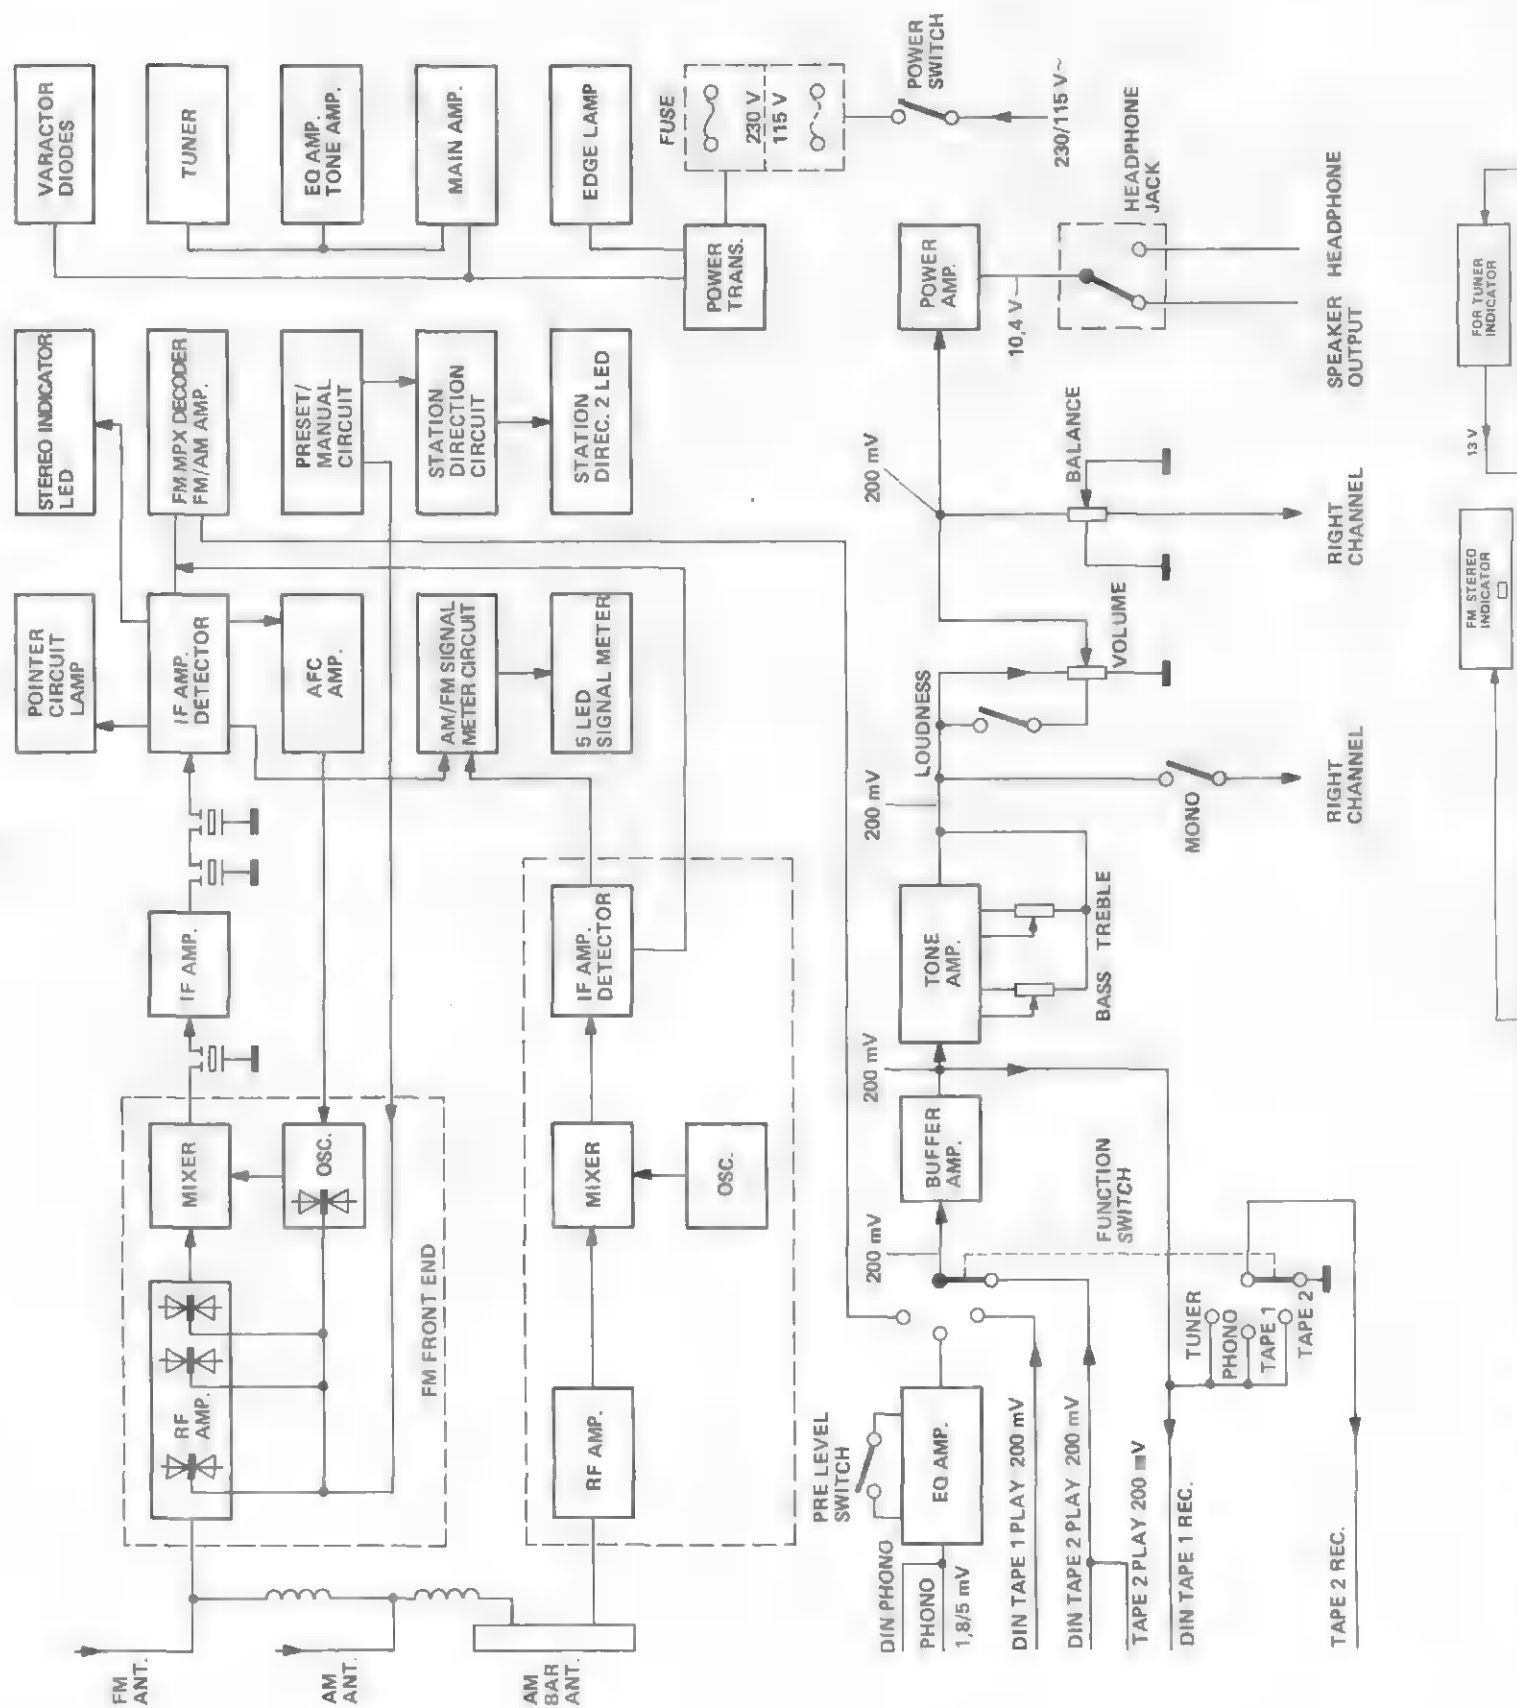 VARACTOR
DIODES
TUNER
EQ AMP.
TONE AMP.
MAIN AMP.
EDGE LAMP
FUSE
230 V
115 V
POWER
SWITCH
230/115 V~
POWER
TRANS.
STEREO INDICATOR
LED
FM MPX DECODER
FM/AM AMP.
PRESET/
MANUAL
CIRCUIT
STATION
DIRECTION
CIRCUIT
STATION
DIREC. 2 LED
POINTER
CIRCUIT
LAMP
IF AMP.
DETECTOR
AFC
AMP.
AM/FM SIGNAL
METER CIRCUIT
5 LED
SIGNAL METER
IF AMP.
IF AMP.
DETECTOR
MIXER
OSC.
MIXER
OSC.
RF
AMP.
FM FRONT END
RF AMP.
FM
ANT.
AM
ANT.
AM
BAR
ANT.
POWER
AMP.
10,4 V~
HEADPHONE
JACK
HEADPHONE
SPEAKER
OUTPUT
200 mV
BALANCE
RIGHT
CHANNEL
LOUDNESS
VOLUME
200 mV
MONO
RIGHT
CHANNEL
TONE
AMP.
BASS
TREBLE
200 mV
BUFFER
AMP.
200 mV
FUNCTION
SWITCH
TUNER
PHONO
TAPE 1
TAPE 2
PRE LEVEL
SWITCH
EQ AMP.
DIN PHONO
PHONO
1,8/5 mV
DIN TAPE 1 PLAY 200 mV
DIN TAPE 2 PLAY 200 mV
TAPE 2 PLAY 200 mV
DIN TAPE 1 REC.
TAPE 2 REC.
FOR TUNER
INDICATOR
13 V
FM STEREO
INDICATOR